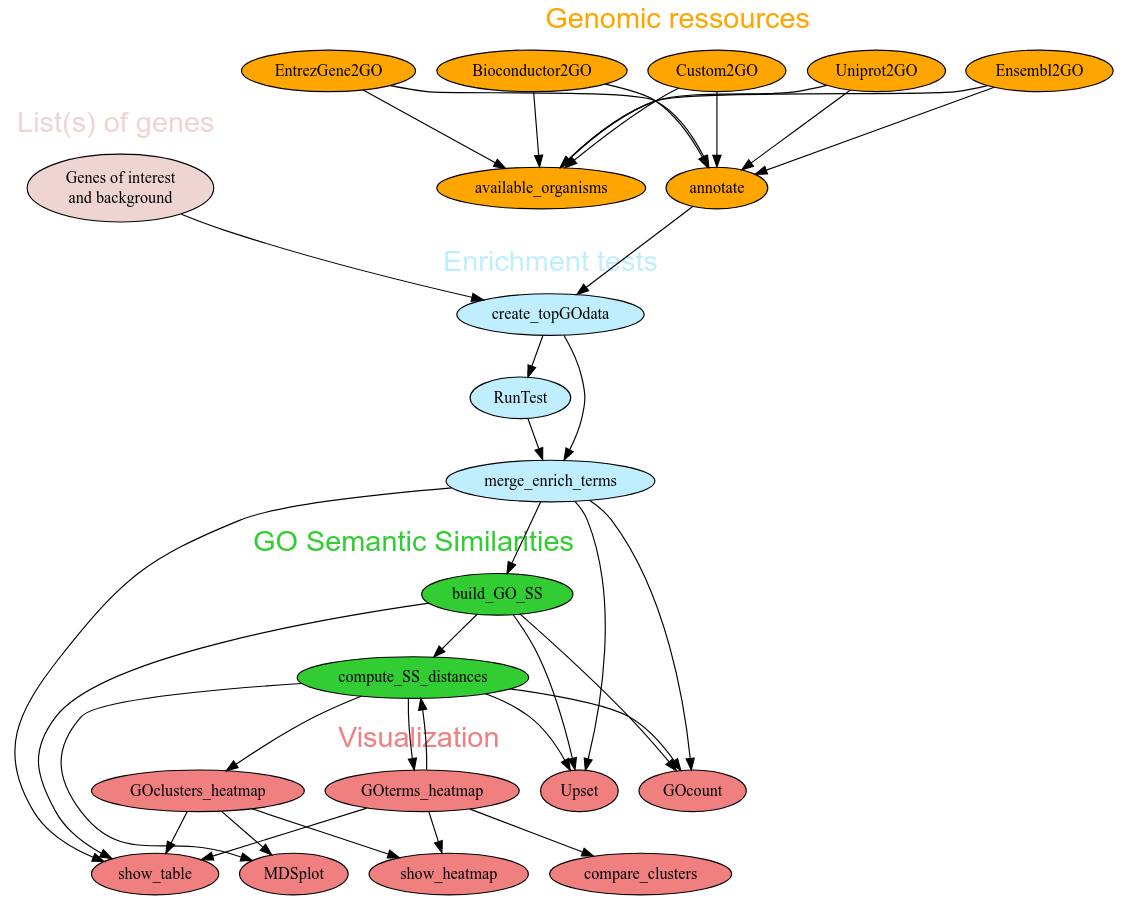 Genomic ressources
EntrezGene2GO
Bioconductor2GO
Custom2GO
Uniprot2GO
Ensembl2GO
List(s) of genes
Genes of interest
and background
available_organisms
annotate
Enrichment tests
create_topGOdata
RunTest
merge_enrich_terms
GO Semantic Similarities
build_GO_SS
compute_SS_distances
Visualization
GOclusters_heatmap
GOterms_heatmap
Upset
GOcount
show_table
MDSplot
show_heatmap
compare_clusters